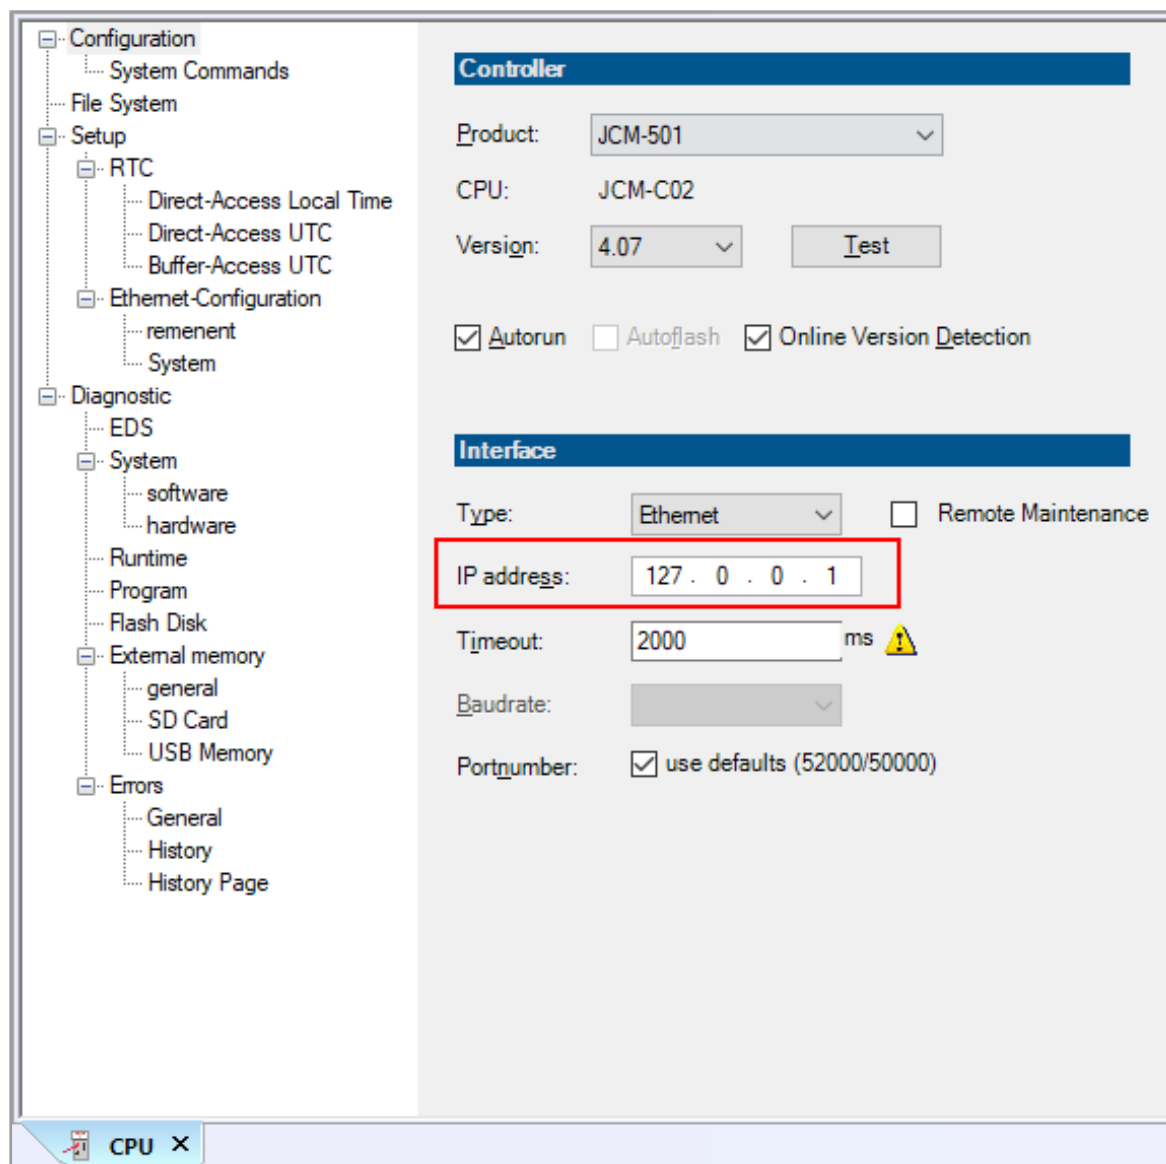 Configuration
System Commands
File System
Setup
RTC
Direct-Access Local Time
Direct-Access UTC
Buffer-Access UTC
Ethernet-Configuration
remenent
System
Diagnostic
EDS
System
software
hardware
Runtime
Program
Flash Disk
External memory
general
SD Card
USB Memory
Errors
General
History
History Page
Controller
Product: JCM-501
CPU: JCM-C02
Version: 4.07 Test
Autorun Autoflash Online Version Detection
Interface
Type: Ethernet Remote Maintenance
IP address: 127 . 0 . 0 . 1
Timeout: 2000 ms
Baudrate:
Portnumber: use defaults (52000/50000)
CPU X